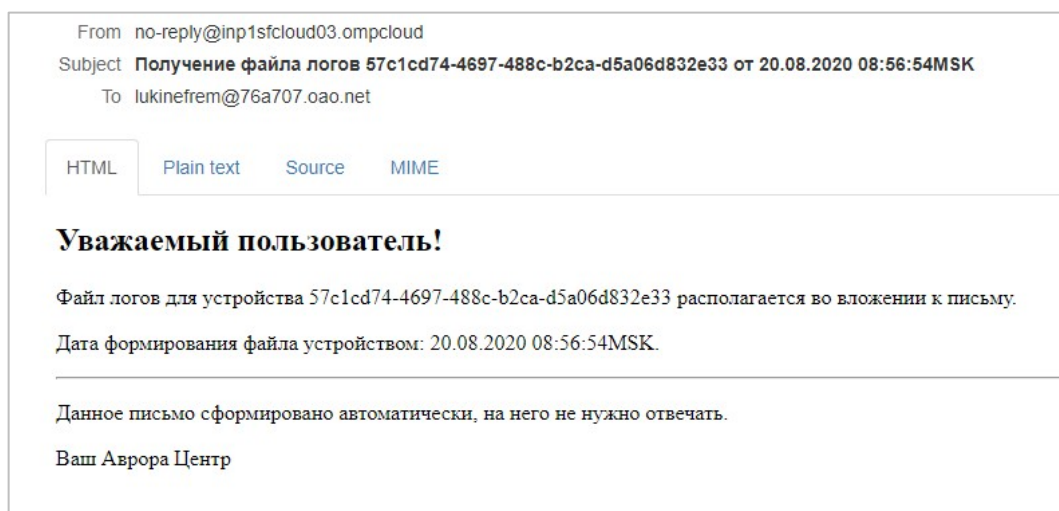 From no-reply@inp1sfcloud03.ompcloud
Subject Получение файла логов 57c1cd74-4697-488c-b2ca-d5a06d832e33 от 20.08.2020 08:56:54MSK
To lukinefrem@76a707.oao.net
HTML Plain text Source MIME
Уважаемый пользователь!
Файл логов для устройства 57c1cd74-4697-488c-b2ca-d5a06d832e33 располагается во вложении к письму.
Дата формирования файла устройством: 20.08.2020 08:56:54MSK.
Данное письмо сформировано автоматически, на него не нужно отвечать.
Ваш Аврора Центр